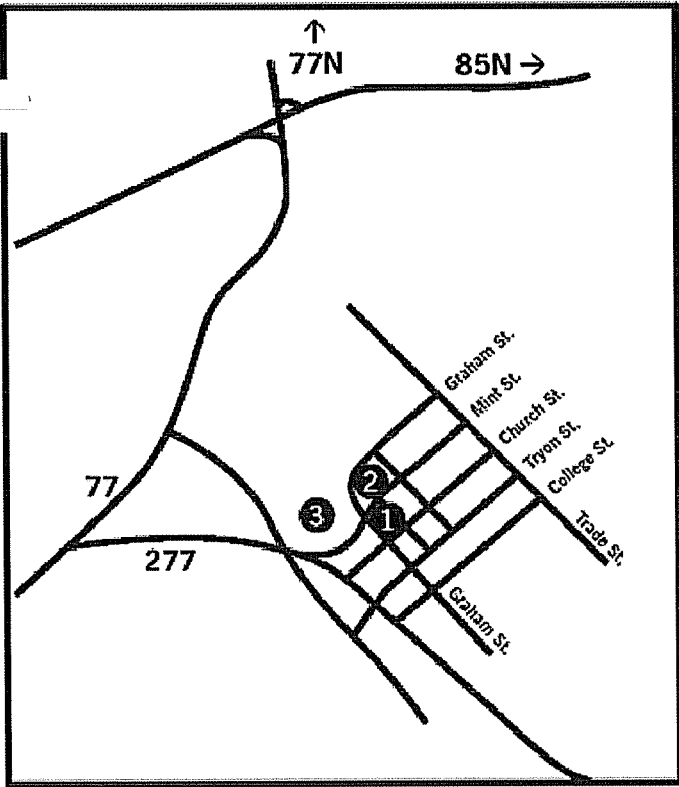 77N
85N
Graham St.
Mint St.
Church St.
Tryon St.
College St.
Trade St.
2
77
3
1
277
Graham St.